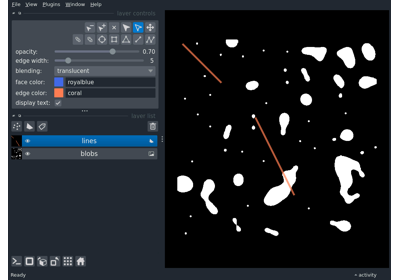 File View Plugins Window Help
layer controls
opacity: 0.70
edge width: 5
blending: translucent
face color: royalblue
edge color: coral
display text:
layer list
lines
blobs
activity